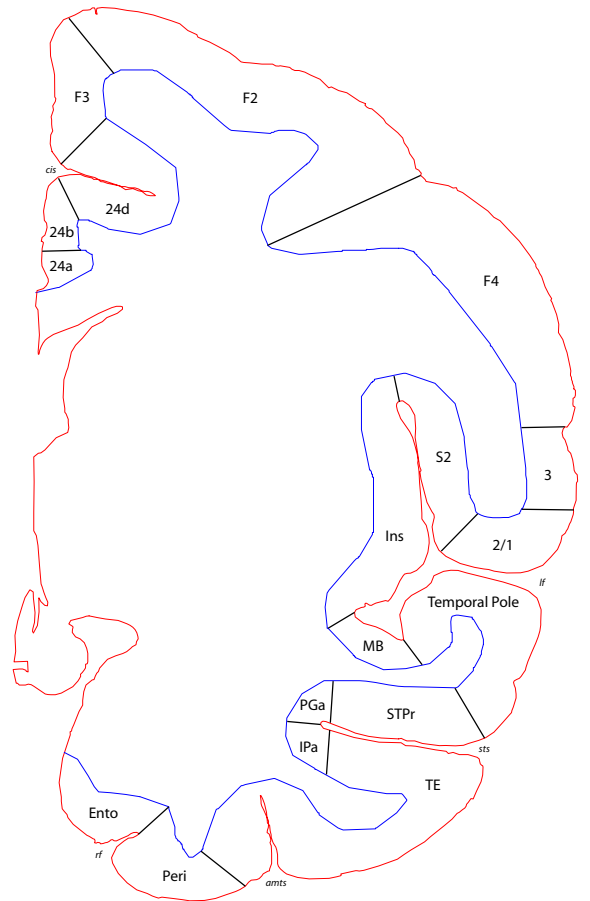 F3
F2
cis
24d
24b
24a
F4
S2
3
Ins
2/1
lf
Temporal Pole
MB
PGa
STPr
IPa
sts
TE
Ento
rf
Peri
amts